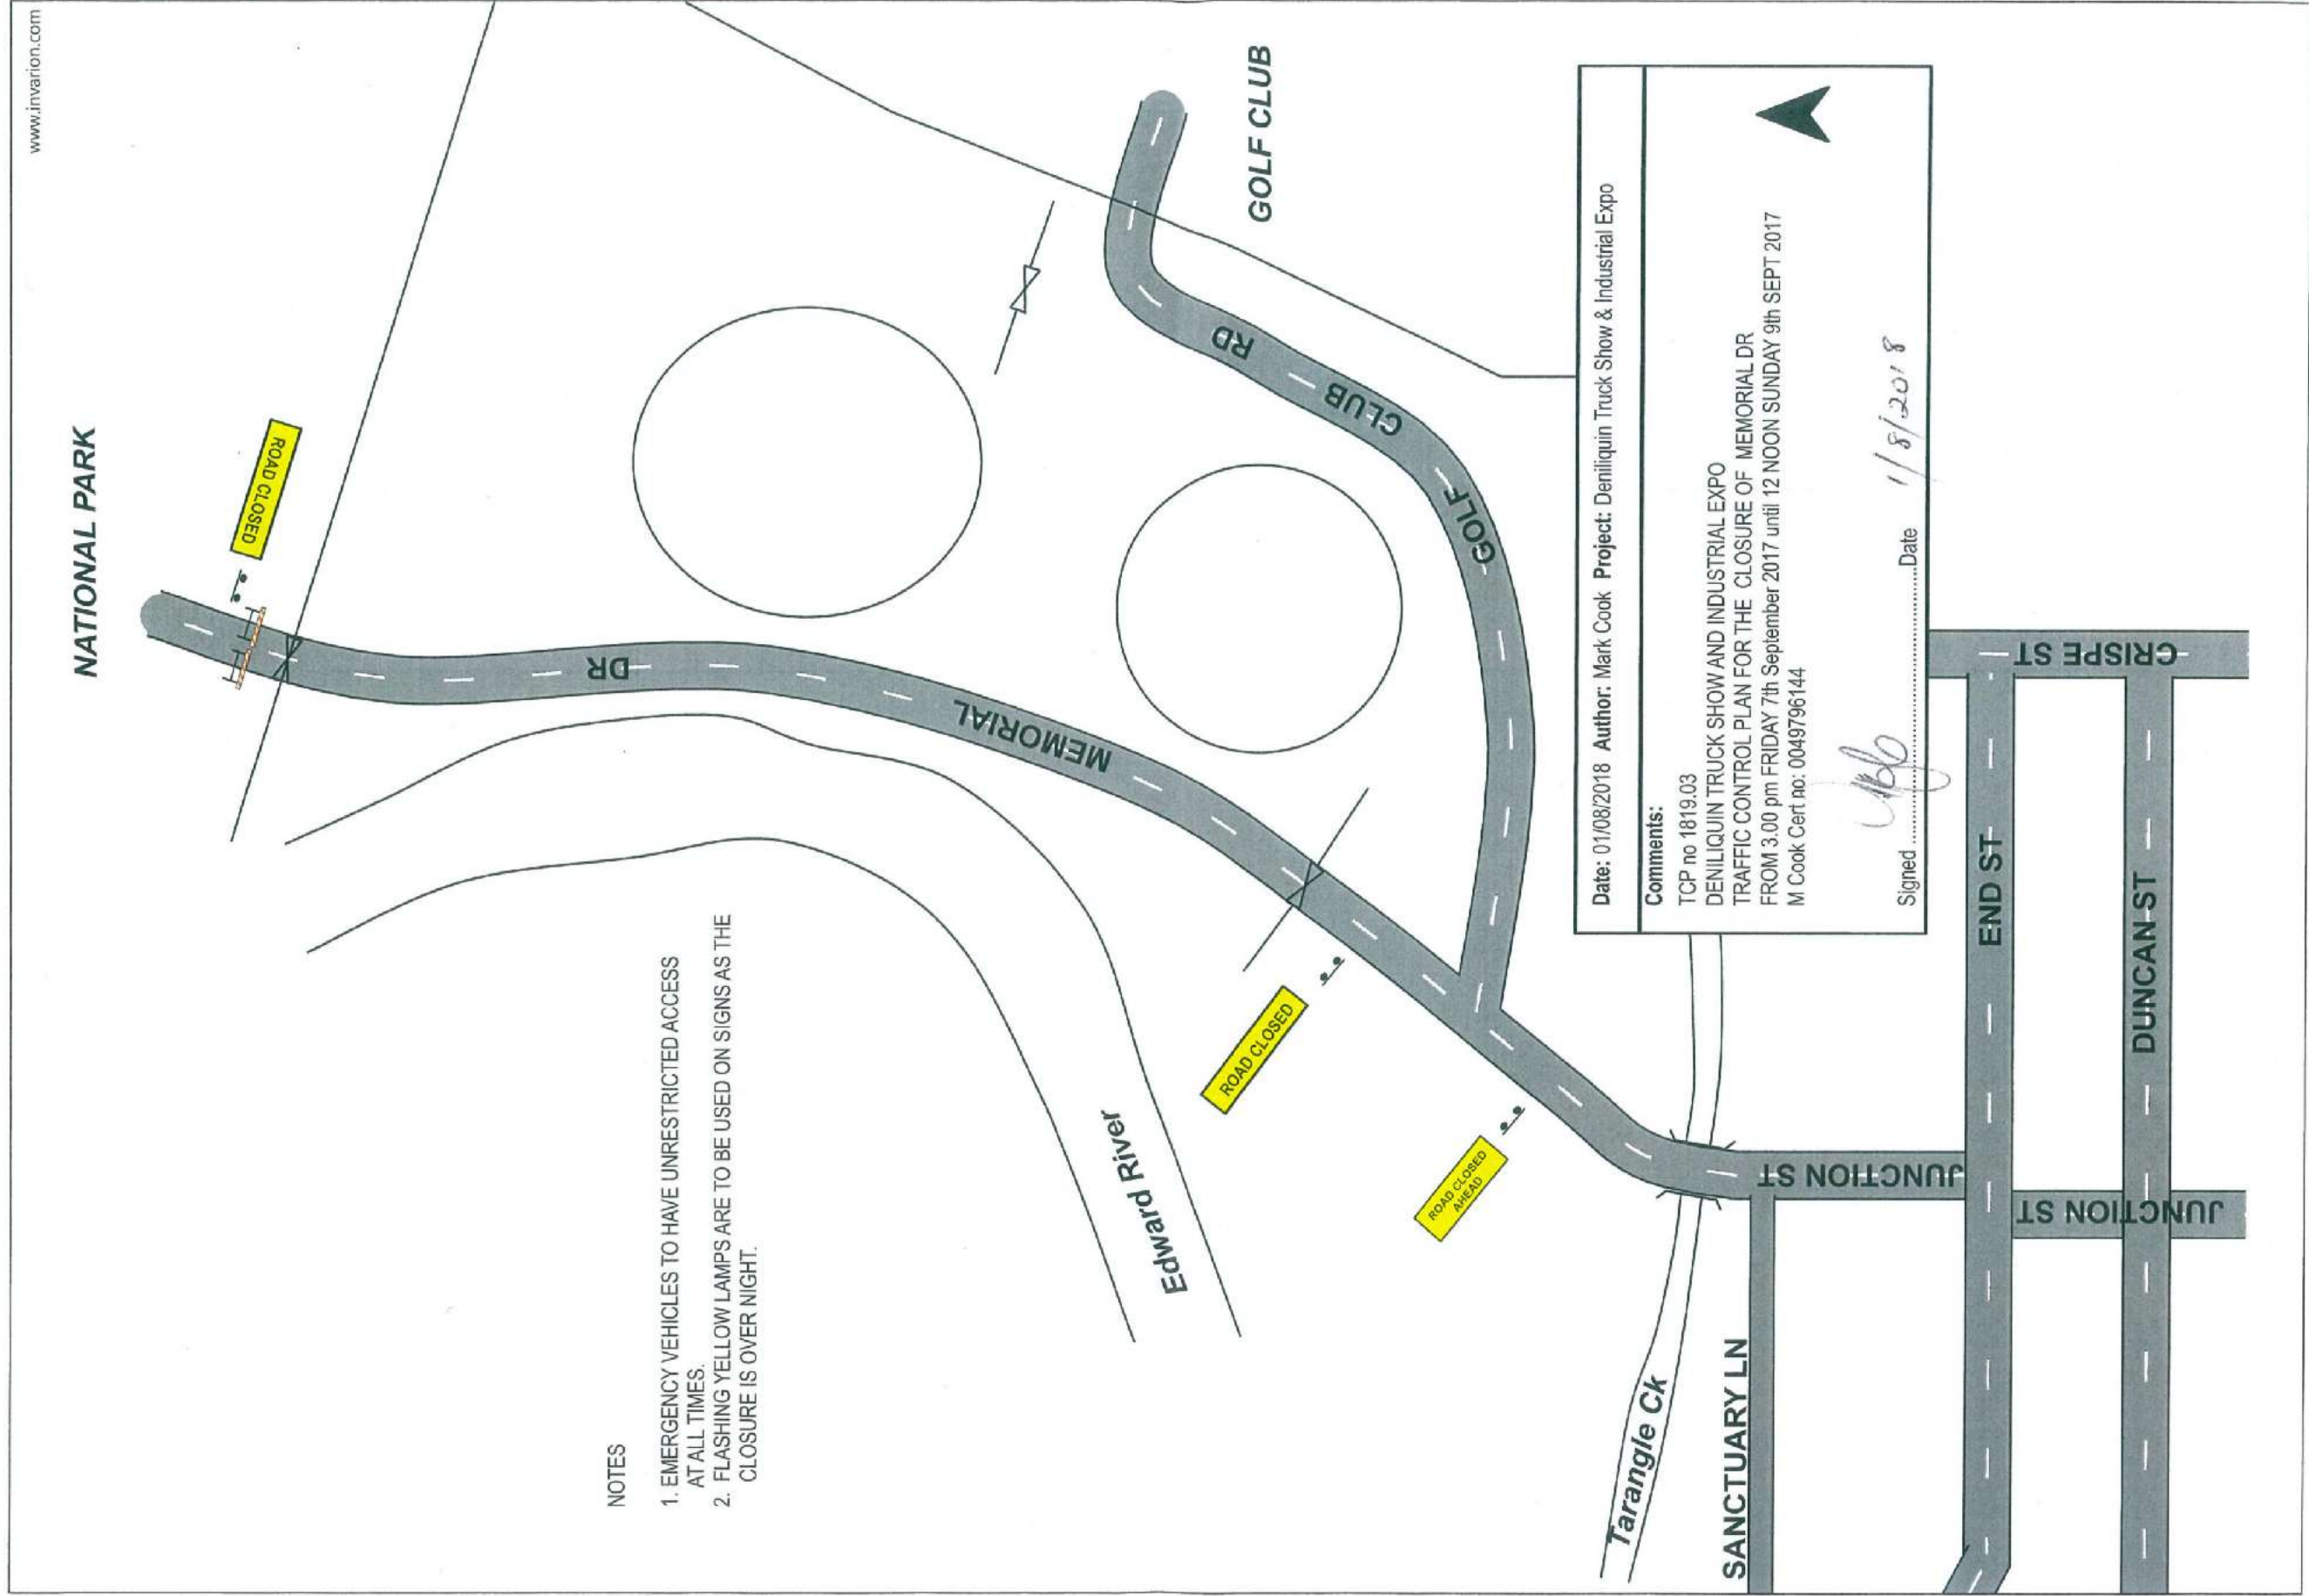 www.invarion.com
NATIONAL PARK
ROAD CLOSED
GOLF CLUB
MEMORIAL DR
GOLF CLUB RD
NOTES
1. EMERGENCY VEHICLES TO HAVE UNRESTRICTED ACCESS
AT ALL TIMES.
2. FLASHING YELLOW LAMPS ARE TO BE USED ON SIGNS AS THE
CLOSURE IS OVER NIGHT.
Edward River
ROAD CLOSED
ROAD CLOSED
AHEAD
Tarangle Ck
SANCTUARY LN
JUNCTION ST
END ST
JUNCTION ST
DUNCAN ST
CRISPE ST
Date: 01/08/2018 Author: Mark Cook Project: Deniliquin Truck Show & Industrial Expo
Comments:
TCP no 1819.03
DENILIQUIN TRUCK SHOW AND INDUSTRIAL EXPO
TRAFFIC CONTROL PLAN FOR THE CLOSURE OF MEMORIAL DR
FROM 3.00 pm FRIDAY 7th September 2017 until 12 NOON SUNDAY 9th SEPT 2017
M Cook Cert no: 0049796144
Signed ........................................ Date 1/8/2018